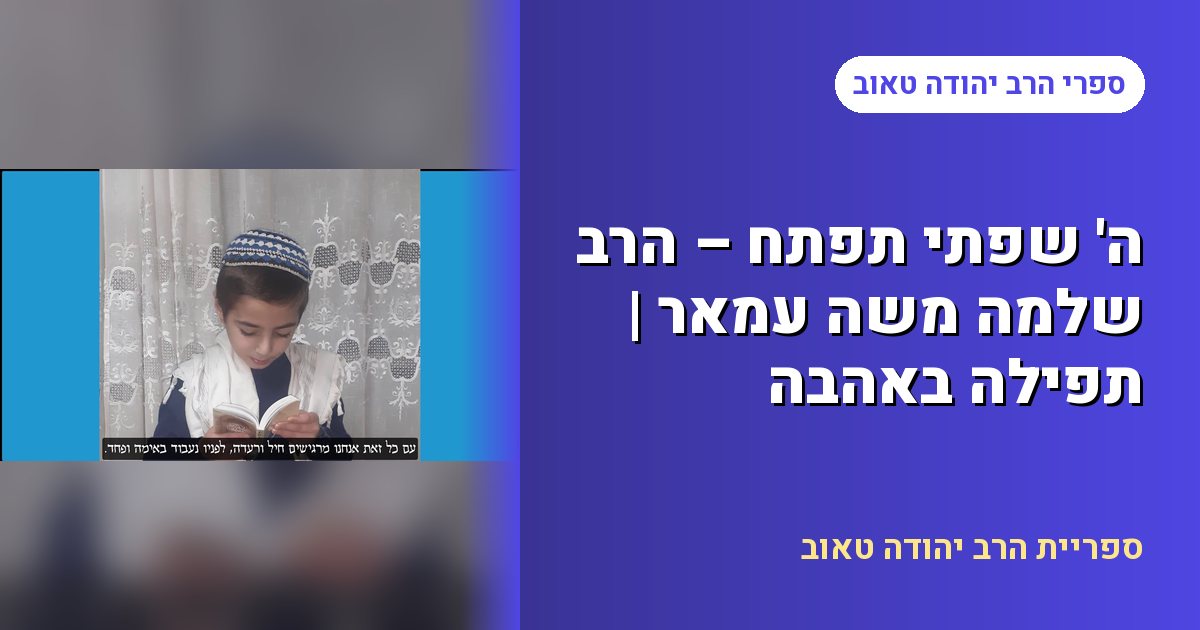 ספרי הרב יהודה טאוב
ה' שפתי תפתח – הרב
שלמה משה עמאר |
תפילה באהבה
עם כל זאת אנחנו מרגישים חיל ורעדה, לפניו נעבוד באימה ופחד.
ספריית הרב יהודה טאוב